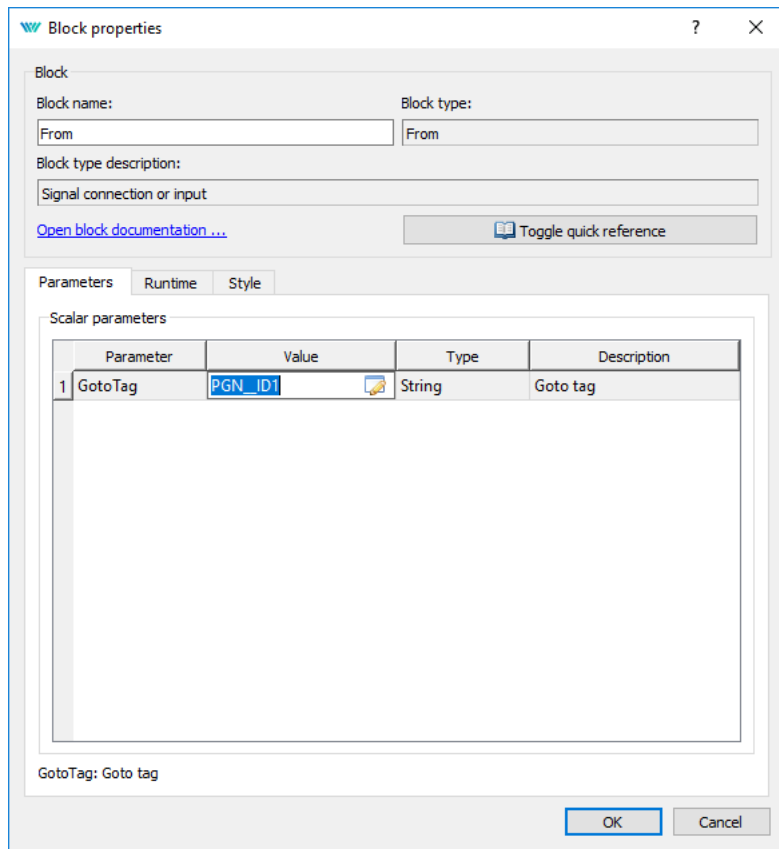 Block properties
Block
Block name: Block type:
From From
Block type description:
Signal connection or input
Open block documentation ... Toggle quick reference
Parameters Runtime Style
Scalar parameters
Parameter Value Type Description
1 GotoTag PGN__ID1 String Goto tag
GotoTag: Goto tag
OK Cancel